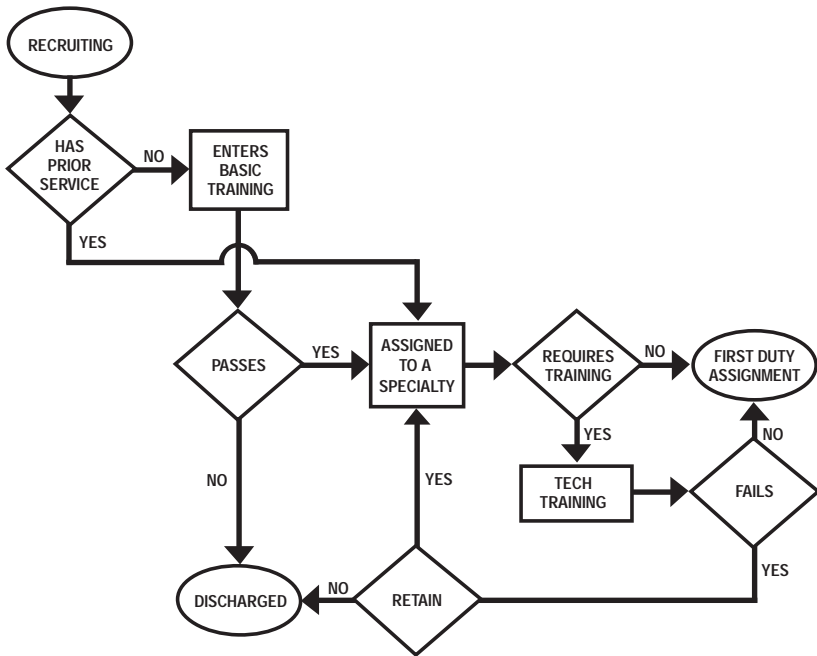 RECRUITING
HAS
PRIOR
SERVICE
NO
ENTERS
BASIC
TRAINING
YES
PASSES
YES
ASSIGNED
TO A
SPECIALTY
REQUIRES
TRAINING
NO
FIRST DUTY
ASSIGNMENT
YES
NO
NO
YES
TECH
TRAINING
FAILS
YES
DISCHARGED
NO
RETAIN